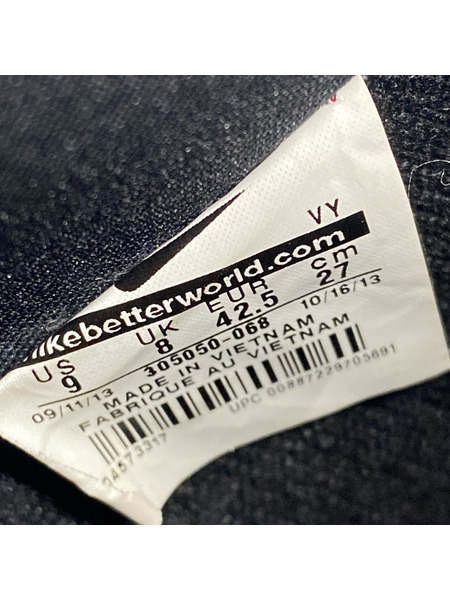 VY
nikebetterworld.com
US UK EUR cm
9 8 42.5 27
305050-068
09/11/13 10/16/13
MADE IN VIETNAM
FABRIQUE AU VIETNAM
UPC 00887229705691